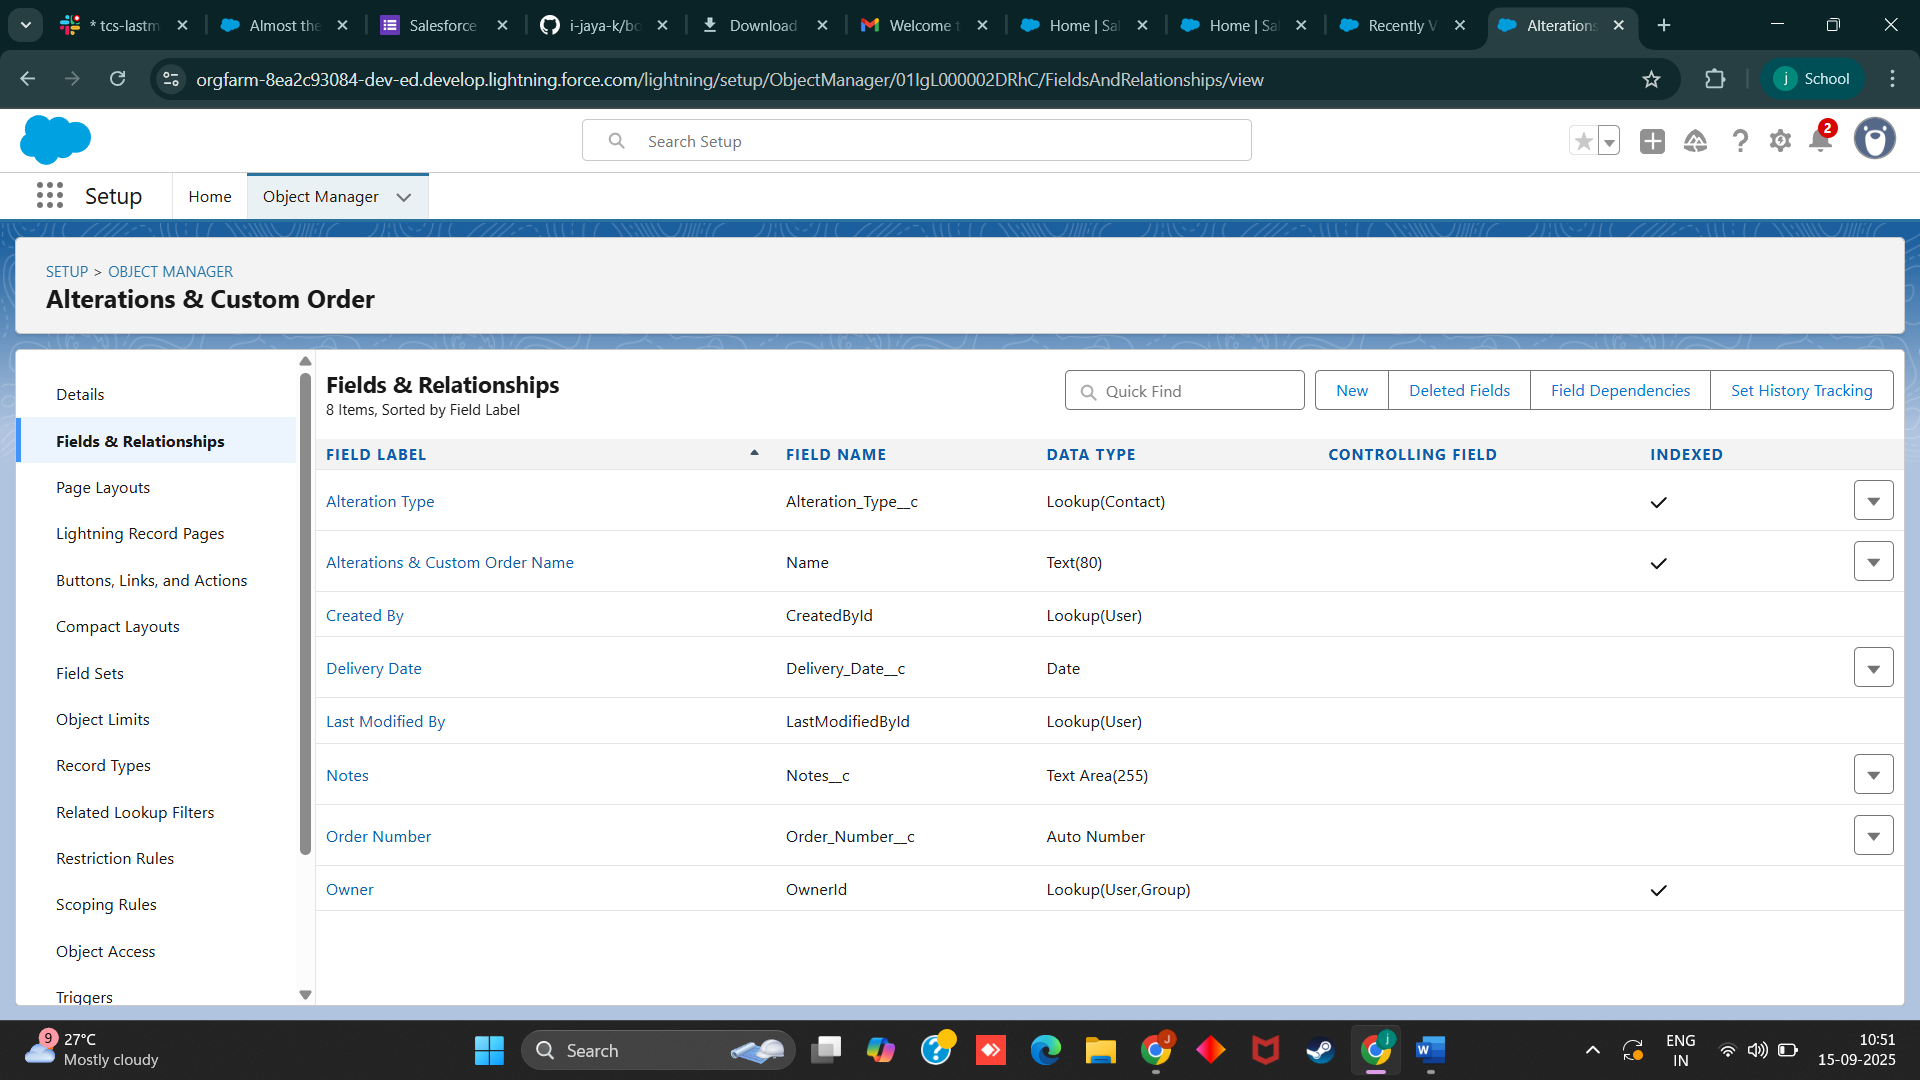 * tcs-lastm
Almost the
Salesforce
i-jaya-k/bo
Download
Welcome t
Home | Sal
Home | Sal
Recently V
Alterations
orgfarm-8ea2c93084-dev-ed.develop.lightning.force.com/lightning/setup/ObjectManager/01IgL000002DRhC/FieldsAndRelationships/view
j School
Search Setup
2
Setup
Home
Object Manager
SETUP > OBJECT MANAGER
Alterations & Custom Order
Details
Fields & Relationships
Page Layouts
Lightning Record Pages
Buttons, Links, and Actions
Compact Layouts
Field Sets
Object Limits
Record Types
Related Lookup Filters
Restriction Rules
Scoping Rules
Object Access
Triggers
Fields & Relationships
8 Items, Sorted by Field Label
Quick Find
New
Deleted Fields
Field Dependencies
Set History Tracking
FIELD LABEL FIELD NAME DATA TYPE CONTROLLING FIELD INDEXED
Alteration Type Alteration_Type__c Lookup(Contact)
Alterations & Custom Order Name Name Text(80)
Created By CreatedById Lookup(User)
Delivery Date Delivery_Date__c Date
Last Modified By LastModifiedById Lookup(User)
Notes Notes__c Text Area(255)
Order Number Order_Number__c Auto Number
Owner OwnerId Lookup(User,Group)
9
27°C
Mostly cloudy
Search
J
j
W
ENG
IN
10:51
15-09-2025